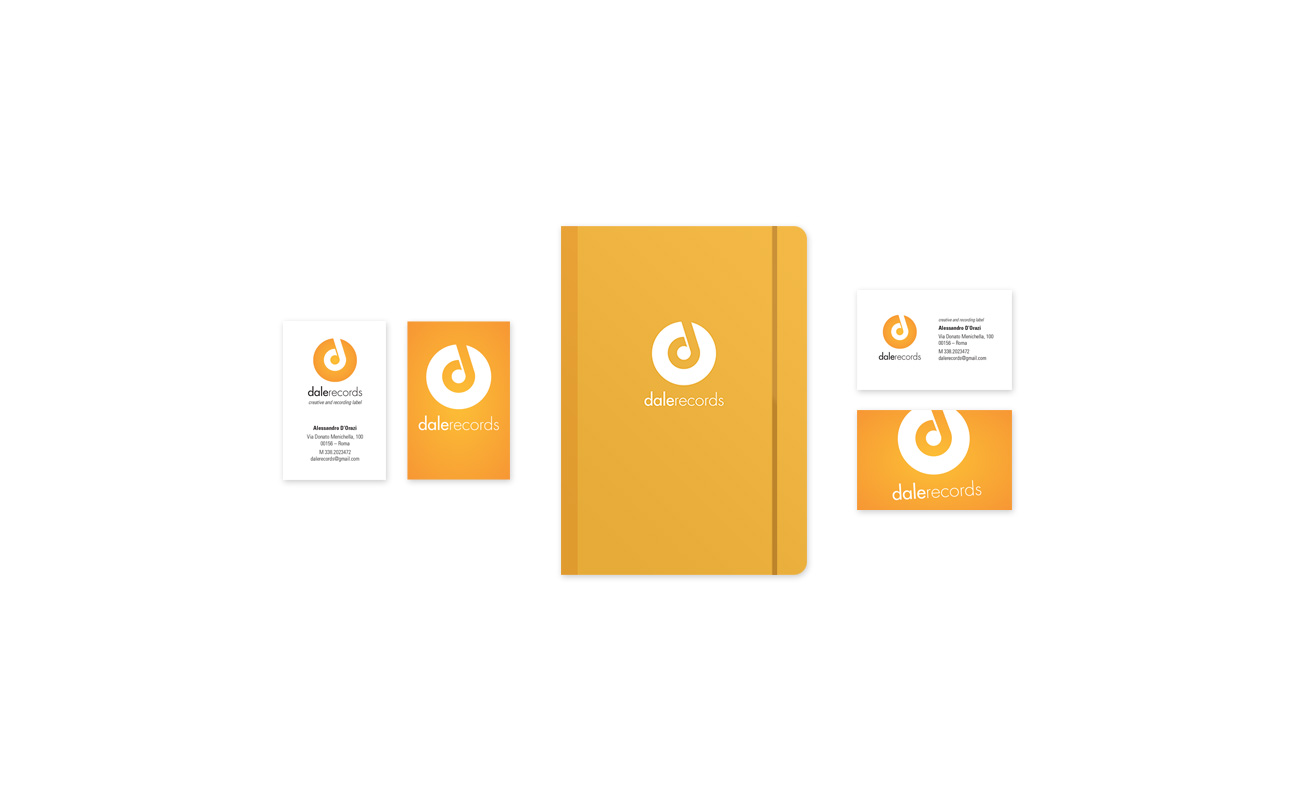 dalerecords
creative and recording label
Alessandro D'Orazi
Via Donato Menichella, 100
00156 – Roma
M 338.2023472
dalerecords@gmail.com
dalerecords
dalerecords
dalerecords
creative and recording label
Alessandro D'Orazi
Via Donato Menichella, 100
00156 – Roma
M 338.2023472
dalerecords@gmail.com
dalerecords